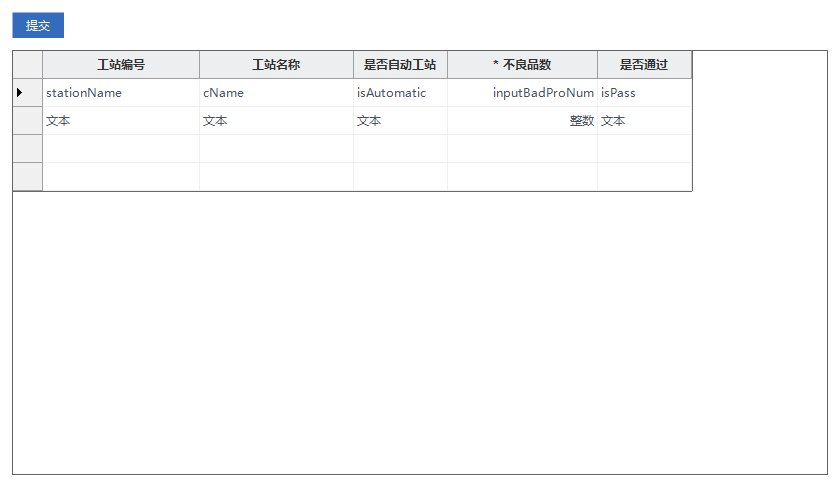 提交
工站编号 工站名称 是否自动工站 * 不良品数 是否通过
stationName cName isAutomatic inputBadProNum isPass
文本 文本 文本 整数 文本